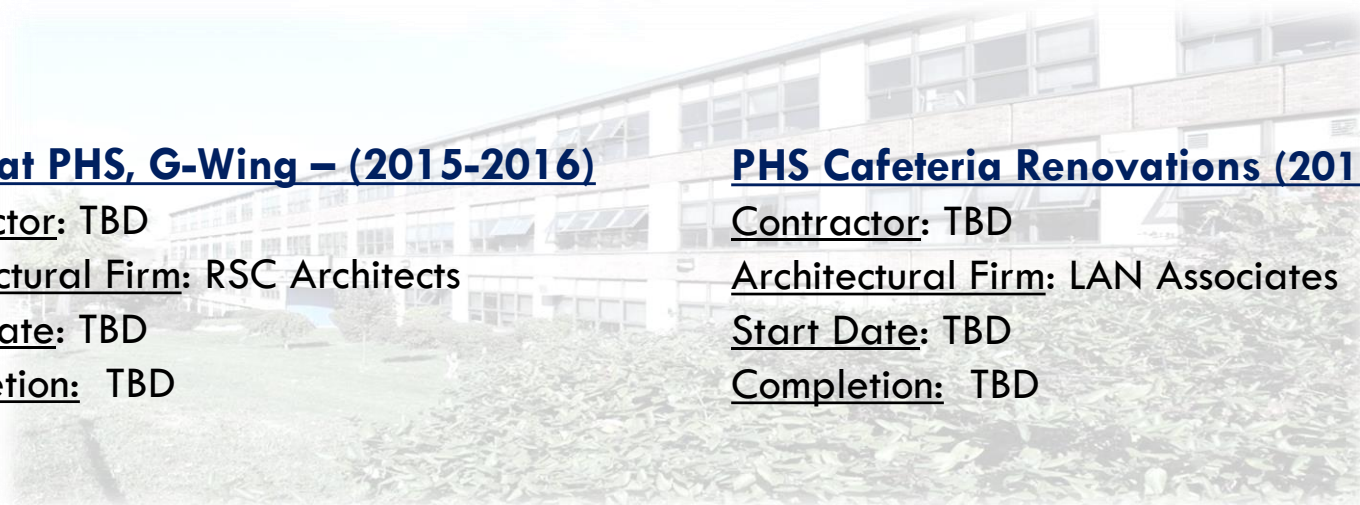 at PHS, G-Wing – (2015-2016)
ctor: TBD
ctural Firm: RSC Architects
ate: TBD
etion: TBD
PHS Cafeteria Renovations (201
Contractor: TBD
Architectural Firm: LAN Associates
Start Date: TBD
Completion: TBD